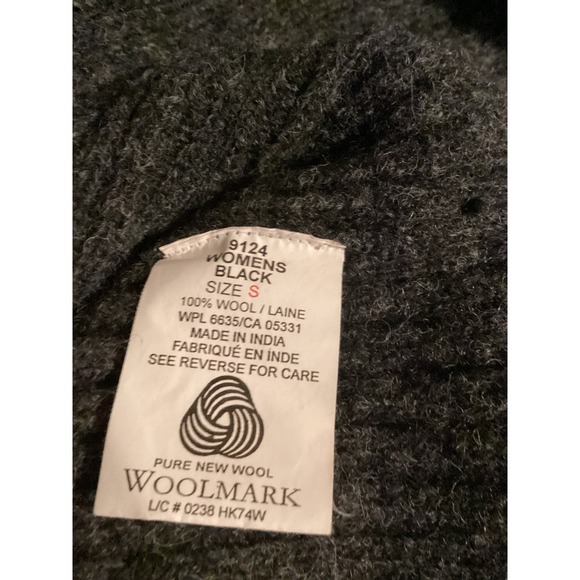 9124
WOMENS
BLACK
SIZE S
100% WOOL / LAINE
WPL 6635/CA 05331
MADE IN INDIA
FABRIQUÉ EN INDE
SEE REVERSE FOR CARE
PURE NEW WOOL
WOOLMARK
L/C # 0238 HK74W